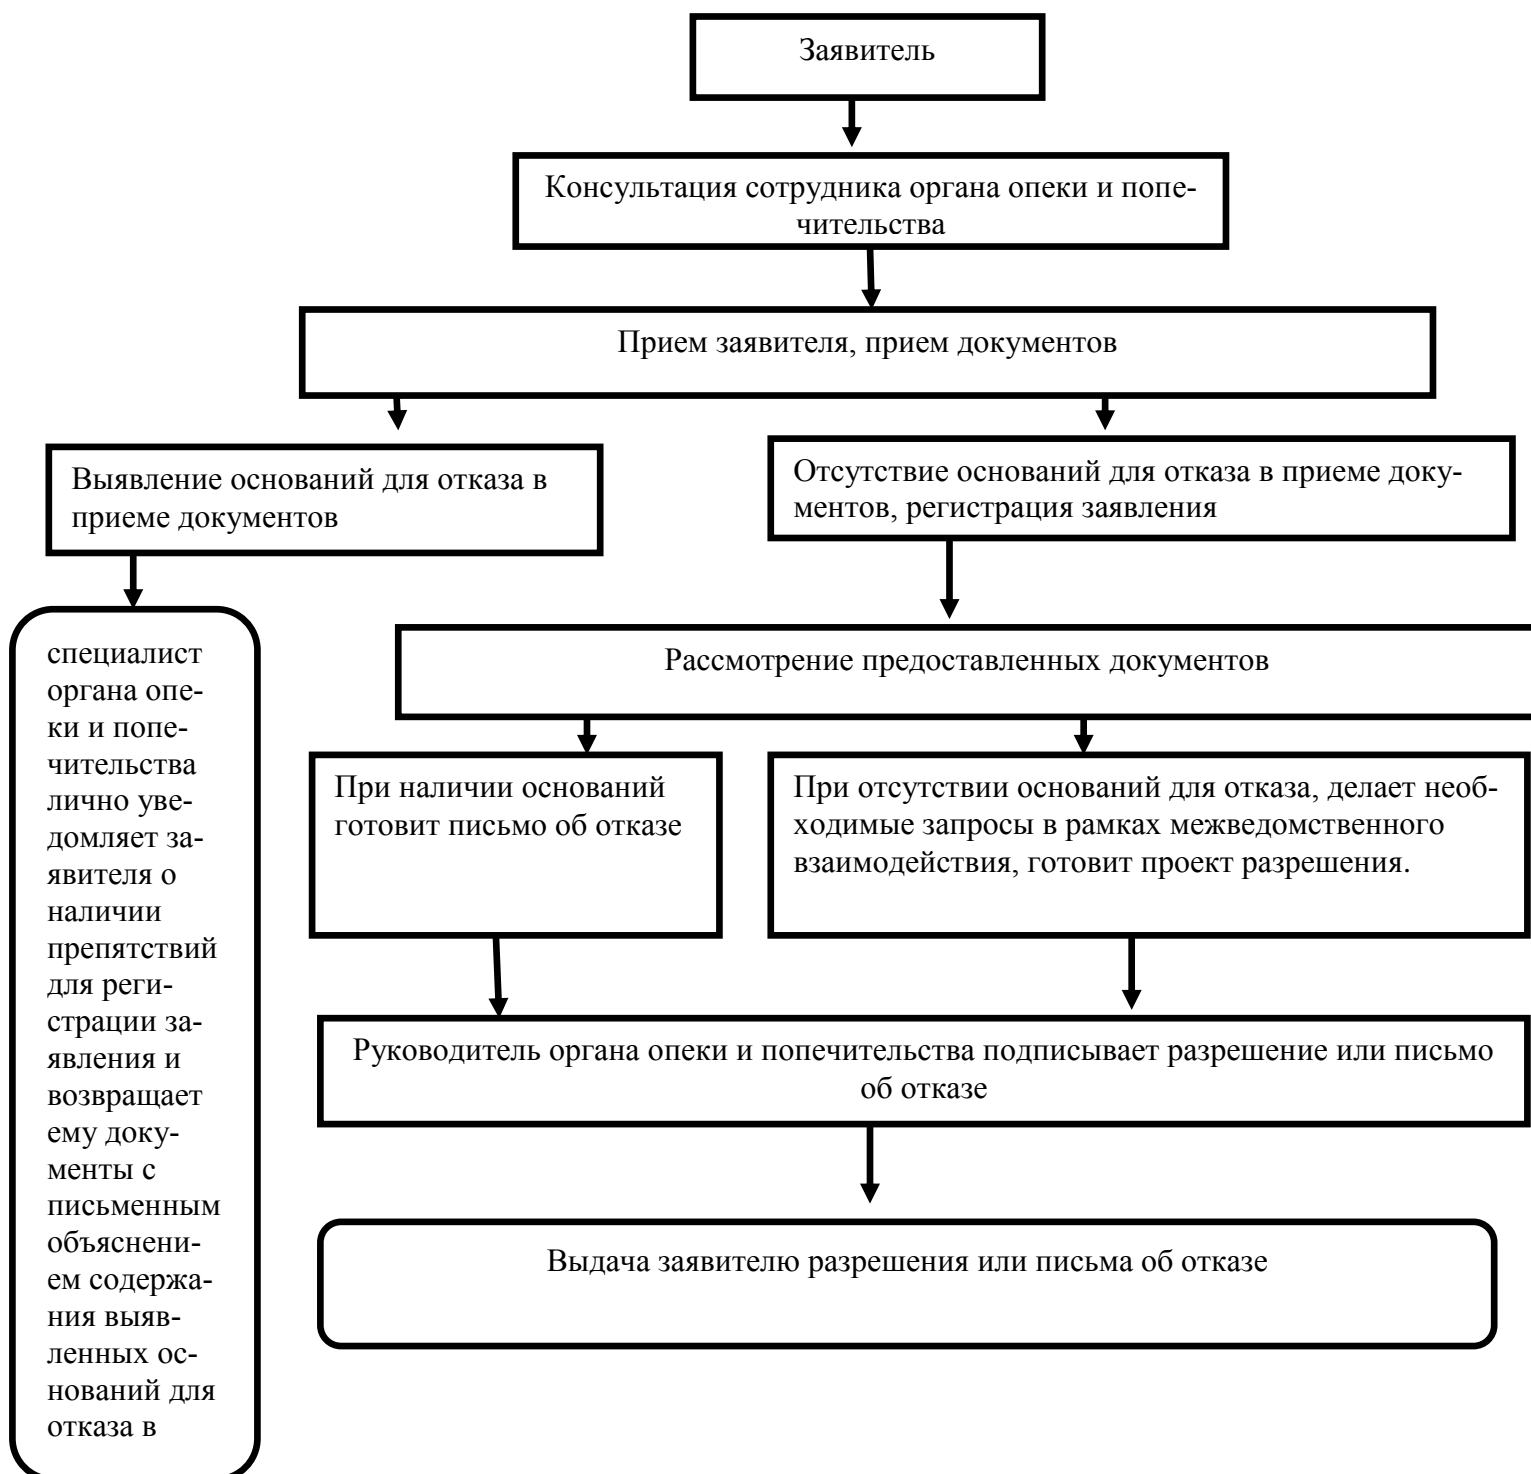 Заявитель
Консультация сотрудника органа опеки и попе-
чительства
Прием заявителя, прием документов
Выявление оснований для отказа в
приеме документов
Отсутствие оснований для отказа в приеме доку-
ментов, регистрация заявления
специалист
органа опе-
ки и попе-
чительства
лично уве-
домляет за-
явителя о
наличии
препятствий
для реги-
страции за-
явления и
возвращает
ему доку-
менты с
письменным
объяснени-
ем содержа-
ния выяв-
ленных ос-
нований для
отказа в
Рассмотрение предоставленных документов
При наличии оснований
готовит письмо об отказе
При отсутствии оснований для отказа, делает необ-
ходимые запросы в рамках межведомственного
взаимодействия, готовит проект разрешения.
Руководитель органа опеки и попечительства подписывает разрешение или письмо
об отказе
Выдача заявителю разрешения или письма об отказе